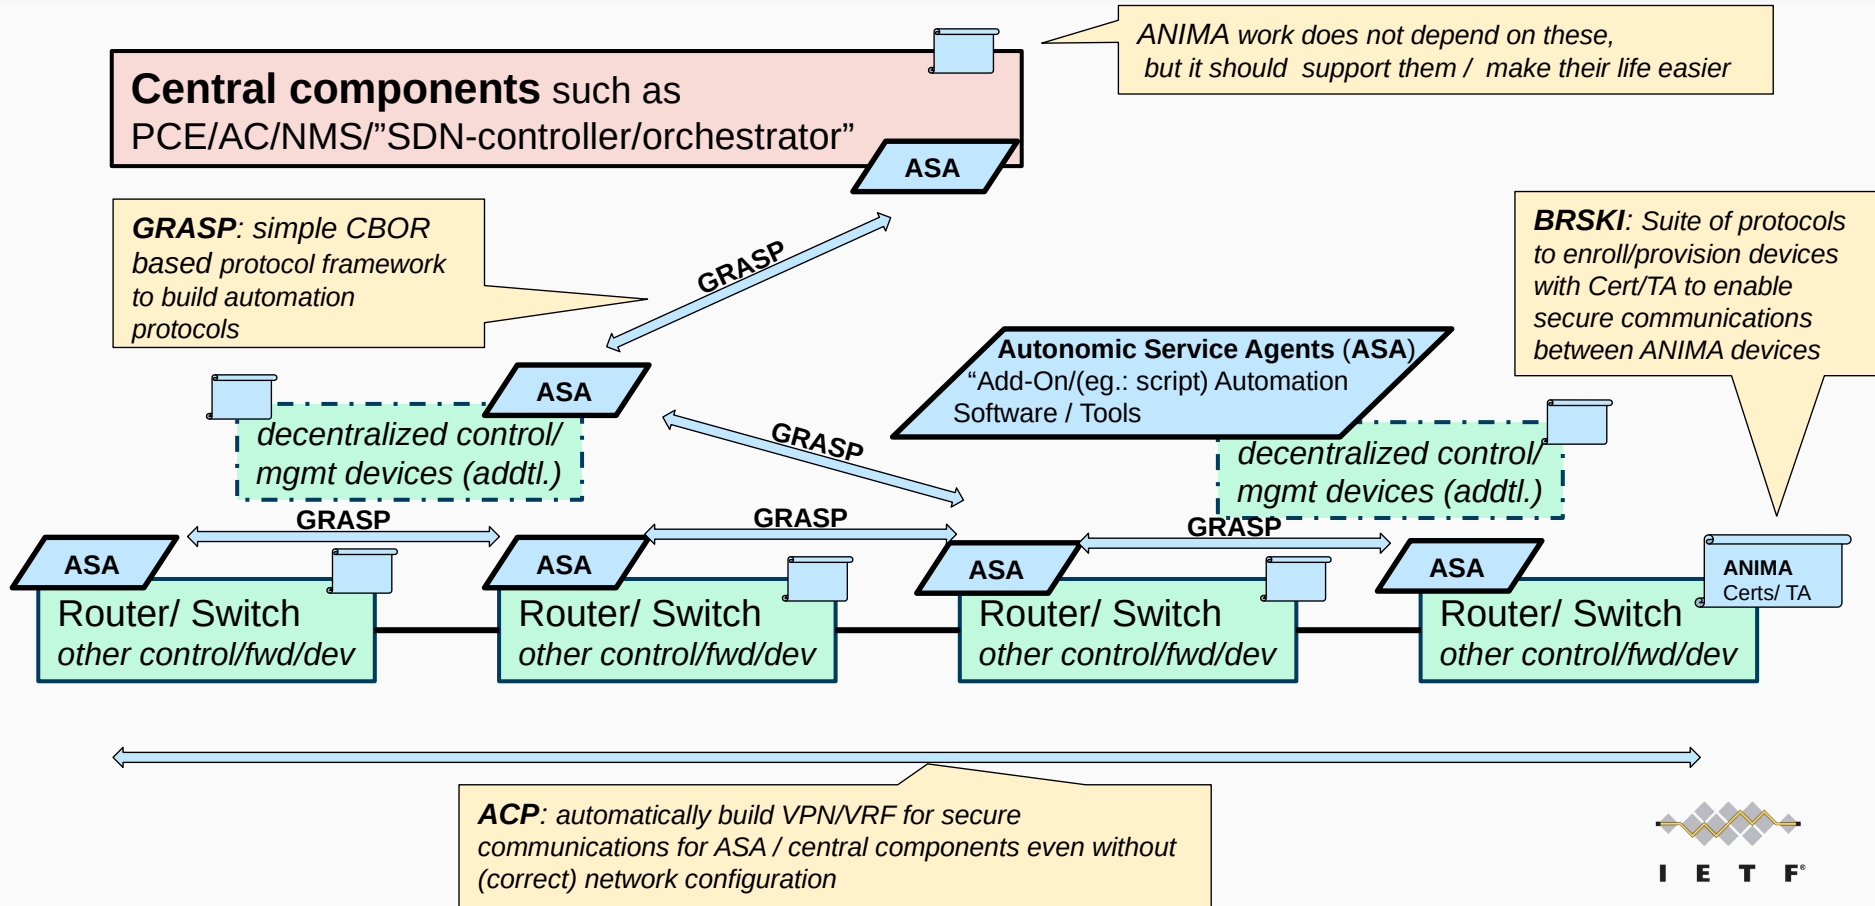 ANIMA work does not depend on these,
but it should support them / make their life easier
Central components such as
PCE/AC/NMS/”SDN-controller/orchestrator”
ASA
GRASP: simple CBOR
based protocol framework
to build automation
protocols
GRASP
BRSKI: Suite of protocols
to enroll/provision devices
with Cert/TA to enable
secure communications
between ANIMA devices
Autonomic Service Agents (ASA)
“Add-On/(eg.: script) Automation
Software / Tools
ASA
decentralized control/
mgmt devices (addtl.)
GRASP
decentralized control/
mgmt devices (addtl.)
GRASP
GRASP
GRASP
ASA
ASA
ASA
ASA
ANIMA
Certs/ TA
Router/ Switch
other control/fwd/dev
Router/ Switch
other control/fwd/dev
Router/ Switch
other control/fwd/dev
Router/ Switch
other control/fwd/dev
ACP: automatically build VPN/VRF for secure
communications for ASA / central components even without
(correct) network configuration
I E T F®